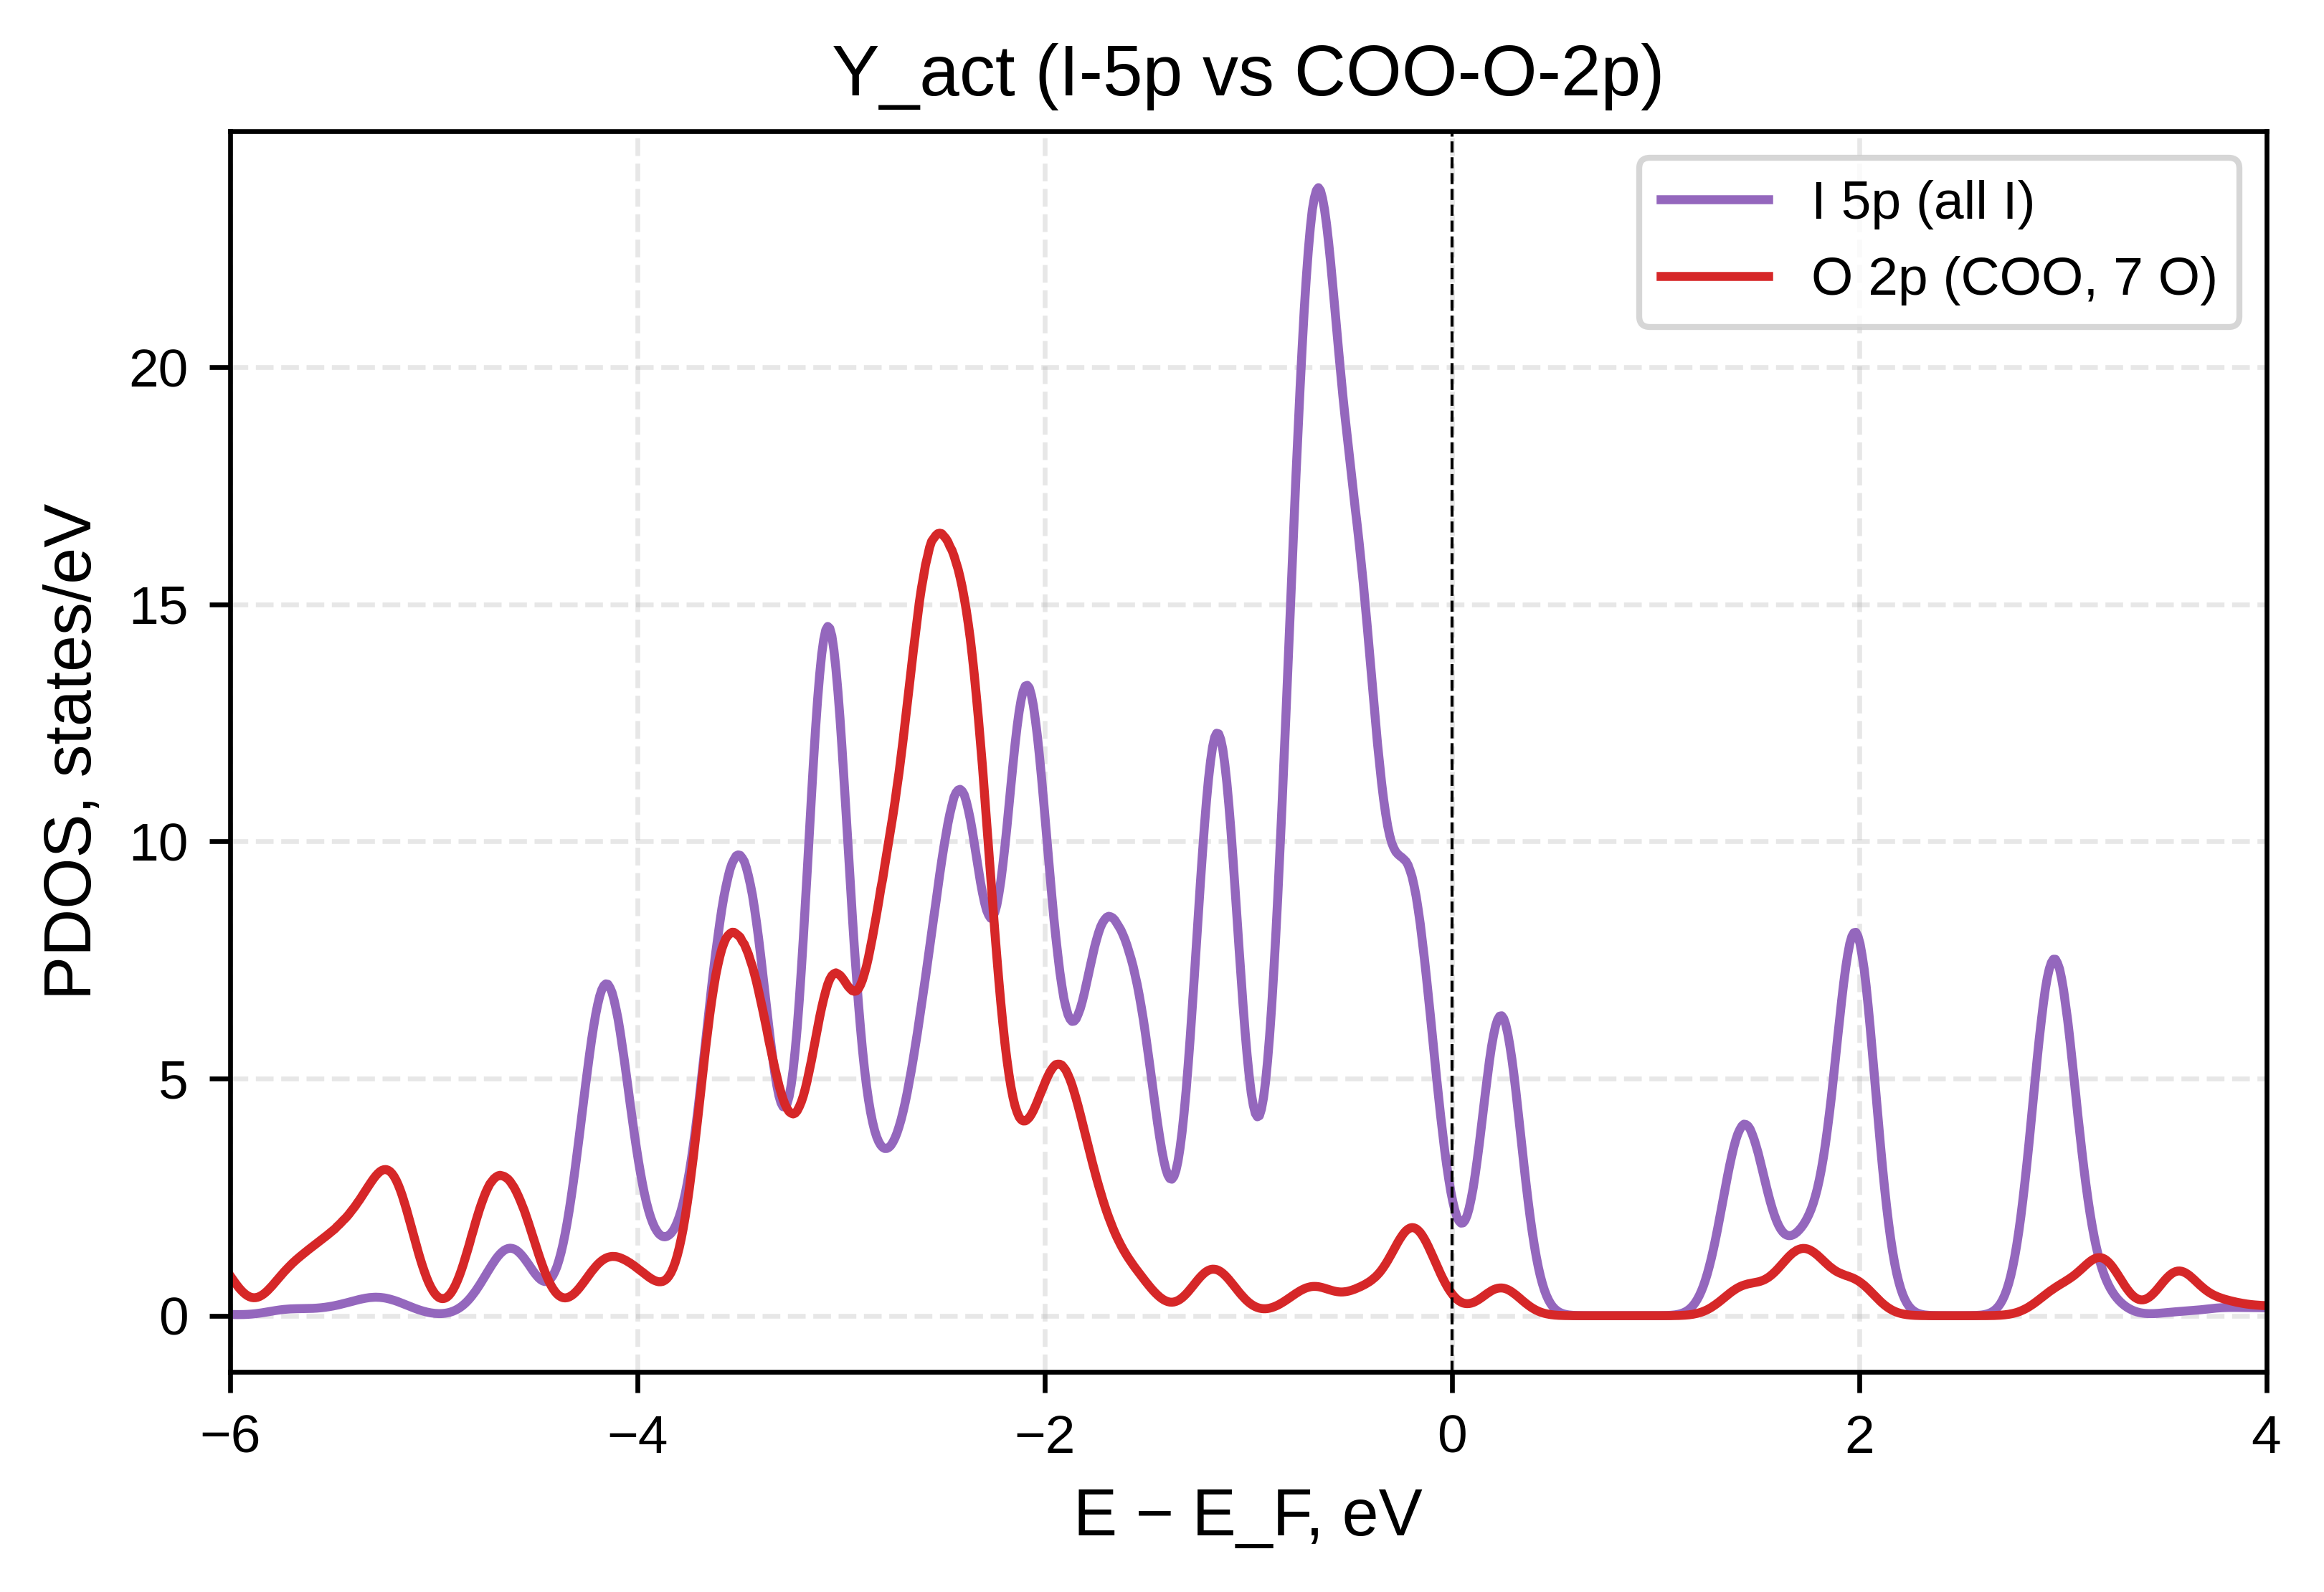 Y_act (I-5p vs COO-O-2p)
I 5p (all I)
O 2p (COO, 7 O)
PDOS, states/eV
20
15
10
5
0
−6
−4
−2
0
2
4
E − E_F, eV